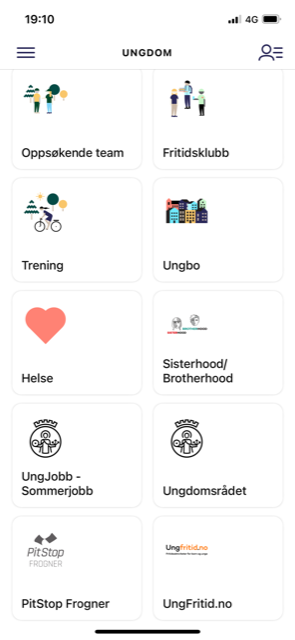 19:10
4G
UNGDOM
Oppsøkende team
Fritidsklubb
Trening
Ungbo
Helse
Sisterhood/
Brotherhood
UngJobb -
Sommerjobb
Ungdomsrådet
PitStop
FROGNER
PitStop Frogner
Ungfritid.no
UngFritid.no